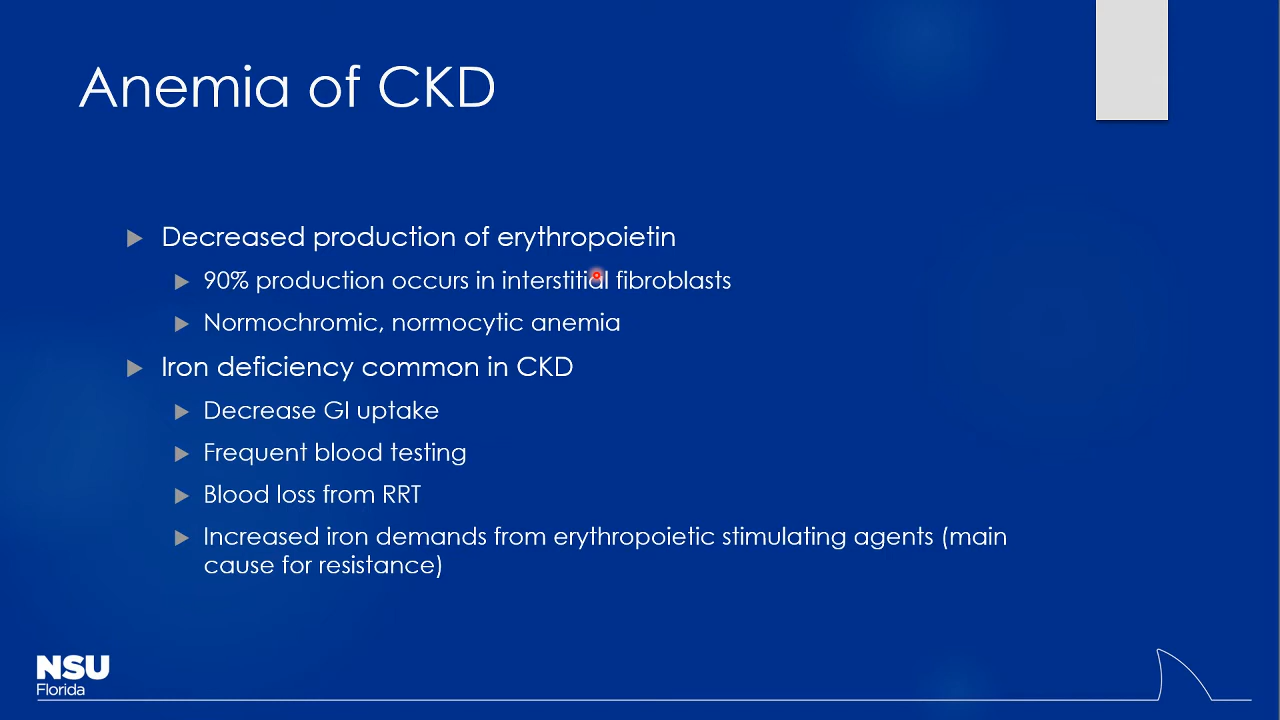 Anemia of CKD
Decreased production of erythropoietin
90% production occurs in interstitial fibroblasts
Normochromic, normocytic anemia
Iron deficiency common in CKD
Decrease GI uptake
Frequent blood testing
Blood loss from RRT
Increased iron demands from erythropoietic stimulating agents (main
cause for resistance)
NSU
Florida